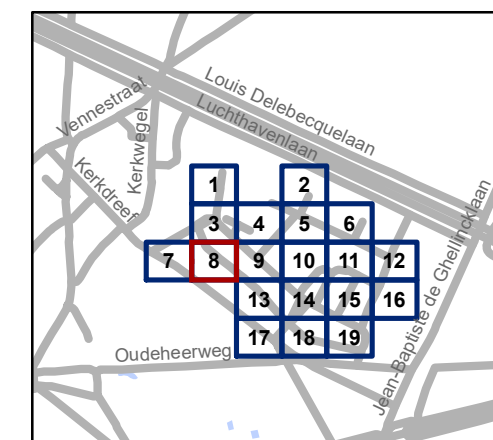 Louis Delebecquelaan
Luchthavenlaan
Vennestraat
Kerkwegel
Kerkdreef
1 2
3 4 5 6
7 8 9 10 11 12
13 14 15 16
17 18 19
Oudeheerweg
Jean-Baptiste de Ghellincklaan